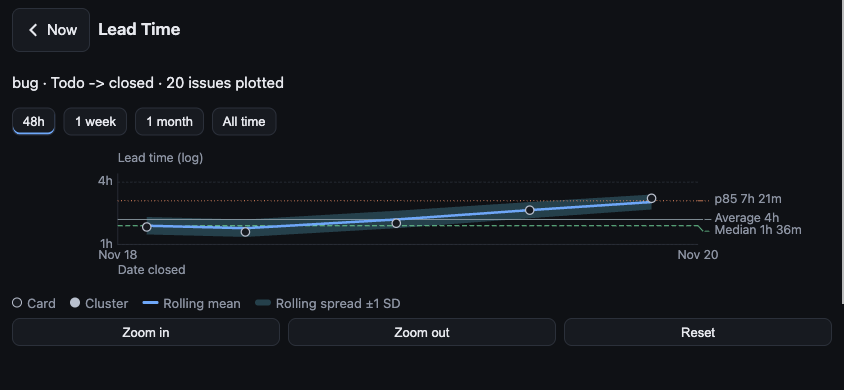 Now
Lead Time
bug · Todo -> closed · 20 issues plotted
48h
1 week
1 month
All time
Lead time (log)
4h
p85 7h 21m
Average 4h
Median 1h 36m
1h
Nov 18
Nov 20
Date closed
Card
Cluster
Rolling mean
Rolling spread ±1 SD
Zoom in
Zoom out
Reset